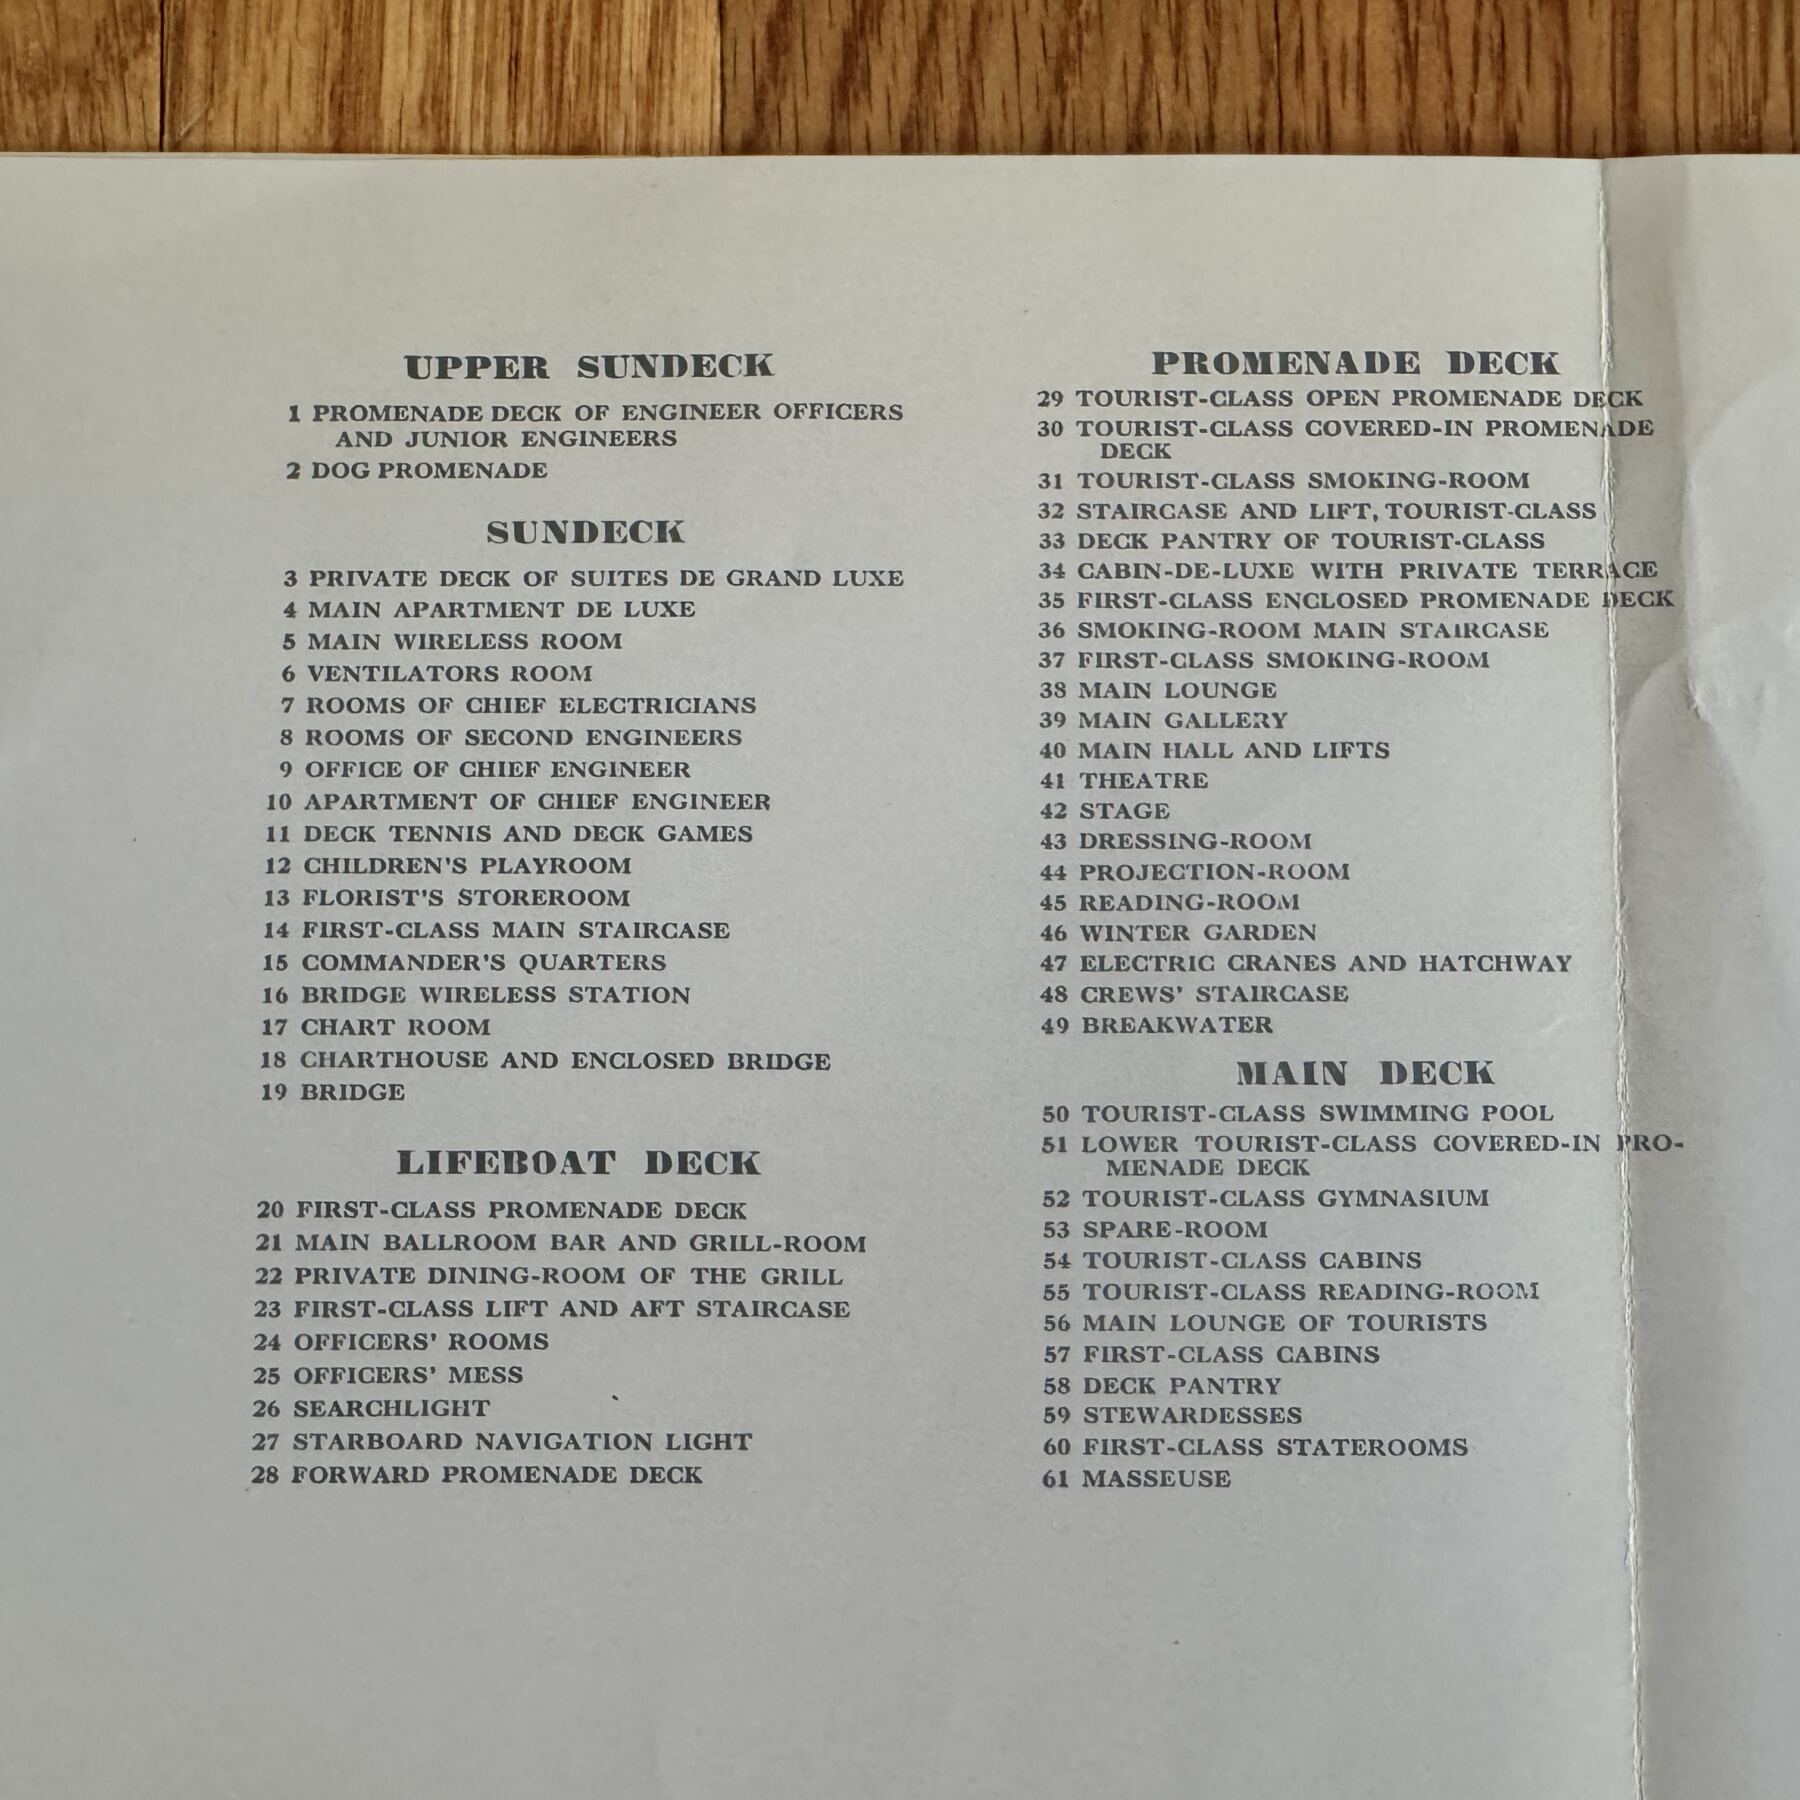 UPPER SUNDECK
1 PROMENADE DECK OF ENGINEER OFFICERS
AND JUNIOR ENGINEERS
2 DOG PROMENADE
SUNDECK
3 PRIVATE DECK OF SUITES DE GRAND LUXE
4 MAIN APARTMENT DE LUXE
5 MAIN WIRELESS ROOM
6 VENTILATORS ROOM
7 ROOMS OF CHIEF ELECTRICIANS
8 ROOMS OF SECOND ENGINEERS
9 OFFICE OF CHIEF ENGINEER
10 APARTMENT OF CHIEF ENGINEER
11 DECK TENNIS AND DECK GAMES
12 CHILDREN'S PLAYROOM
13 FLORIST'S STOREROOM
14 FIRST-CLASS MAIN STAIRCASE
15 COMMANDER'S QUARTERS
16 BRIDGE WIRELESS STATION
17 CHART ROOM
18 CHARTHOUSE AND ENCLOSED BRIDGE
19 BRIDGE
LIFEBOAT DECK
20 FIRST-CLASS PROMENADE DECK
21 MAIN BALLROOM BAR AND GRILL-ROOM
22 PRIVATE DINING-ROOM OF THE GRILL
23 FIRST-CLASS LIFT AND AFT STAIRCASE
24 OFFICERS' ROOMS
25 OFFICERS' MESS
26 SEARCHLIGHT
27 STARBOARD NAVIGATION LIGHT
28 FORWARD PROMENADE DECK
PROMENADE DECK
29 TOURIST-CLASS OPEN PROMENADE DECK
30 TOURIST-CLASS COVERED-IN PROMENADE
DECK
31 TOURIST-CLASS SMOKING-ROOM
32 STAIRCASE AND LIFT, TOURIST-CLASS
33 DECK PANTRY OF TOURIST-CLASS
34 CABIN-DE-LUXE WITH PRIVATE TERRACE
35 FIRST-CLASS ENCLOSED PROMENADE DECK
36 SMOKING-ROOM MAIN STAIRCASE
37 FIRST-CLASS SMOKING-ROOM
38 MAIN LOUNGE
39 MAIN GALLERY
40 MAIN HALL AND LIFTS
41 THEATRE
42 STAGE
43 DRESSING-ROOM
44 PROJECTION-ROOM
45 READING-ROOM
46 WINTER GARDEN
47 ELECTRIC CRANES AND HATCHWAY
48 CREWS' STAIRCASE
49 BREAKWATER
MAIN DECK
50 TOURIST-CLASS SWIMMING POOL
51 LOWER TOURIST-CLASS COVERED-IN PRO-
MENADE DECK
52 TOURIST-CLASS GYMNASIUM
53 SPARE-ROOM
54 TOURIST-CLASS CABINS
55 TOURIST-CLASS READING-ROOM
56 MAIN LOUNGE OF TOURISTS
57 FIRST-CLASS CABINS
58 DECK PANTRY
59 STEWARDESSES
60 FIRST-CLASS STATEROOMS
61 MASSEUSE